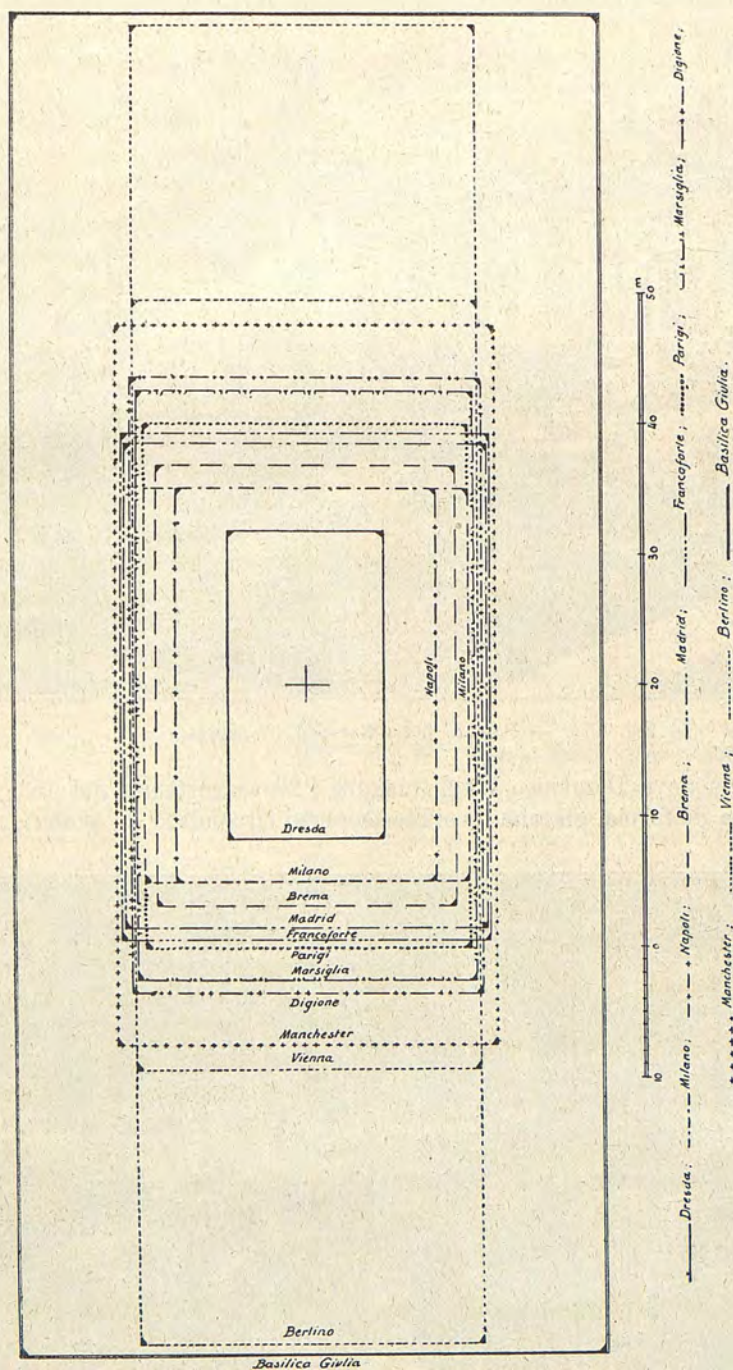 Napoli
Milano
Dresda
Milano
Brema
Madrid
Francoforte
Parigi
Marsiglia
Digione
Manchester
Vienna
Berlino
Basilica Giulia
m
50
40
30
20
10
0
10
Dresda; Milano; Napoli; Brema; Madrid; Francoforte; Parigi; Marsiglia; Digione;
Manchester; Vienna; Berlino; Basilica Giulia.